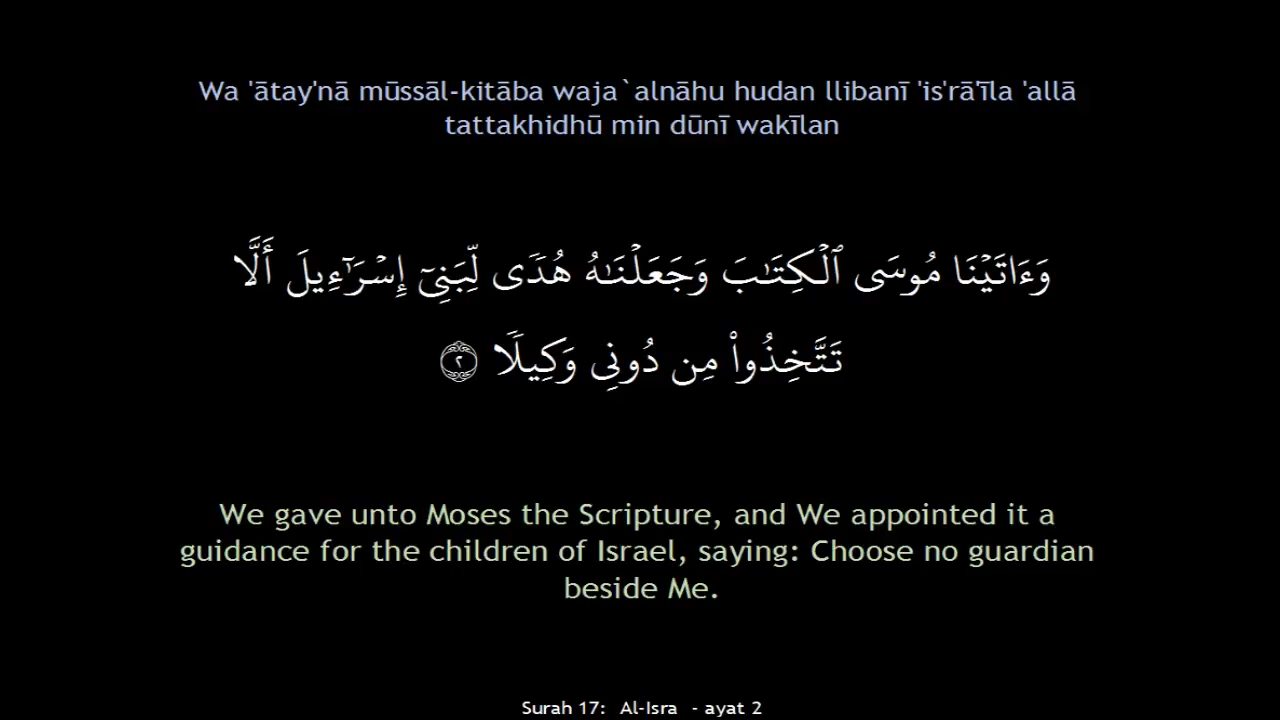 Wa 'ātay'nā mūssāl-kitāba waja`alnāhu hudan llibanī 'is'rā'īla 'allā
tattakhidhū min dūnī wakīlan
وَءَاتَيْنَا مُوسَى ٱلْكِتَـٰبَ وَجَعَلْنَـٰهُ هُدًى لِّبَنِىٓ إِسْرَٰٓءِيلَ أَلَّا
تَتَّخِذُوا۟ مِن دُونِى وَكِيلًا ٢
We gave unto Moses the Scripture, and We appointed it a
guidance for the children of Israel, saying: Choose no guardian
beside Me.
Surah 17: Al-Isra - ayat 2